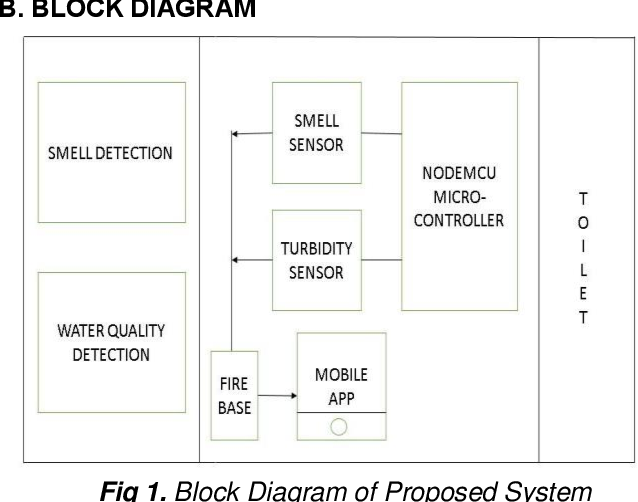 B. BLOCK DIAGRAM
SMELL DETECTION
WATER QUALITY
DETECTION
SMELL
SENSOR
TURBIDITY
SENSOR
NODEMCU
MICRO-
CONTROLLER
FIRE
BASE
MOBILE
APP
T
O
I
L
E
T
Fig 1. Block Diagram of Proposed System